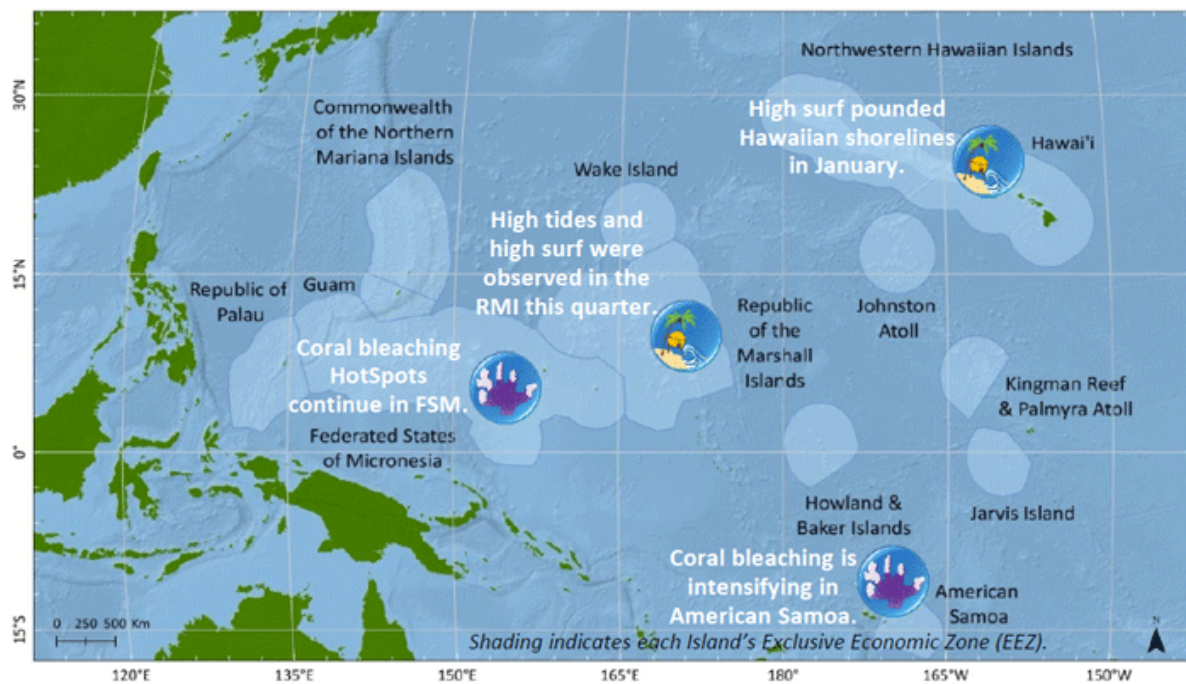 Northwestern Hawaiian Islands
30°N
Commonwealth
of the Northern
Mariana Islands
High surf pounded
Hawaiian shorelines
in January.
Hawai'i
Wake Island
High tides and
high surf were
observed in the
RMI this quarter.
15°N
Republic of
Palau
Guam
Republic
of the
Marshall
Islands
Johnston
Atoll
Coral bleaching
HotSpots
continue in FSM.
Kingman Reef
& Palmyra Atoll
Federated States
of Micronesia
0°
Howland &
Baker Islands
Jarvis Island
Coral bleaching is
intensifying in
American Samoa.
American
Samoa
0 250 500 Km
15°S
Shading indicates each Island's Exclusive Economic Zone (EEZ).
N
120°E 135°E 150°E 165°E 180° 165°W 150°W